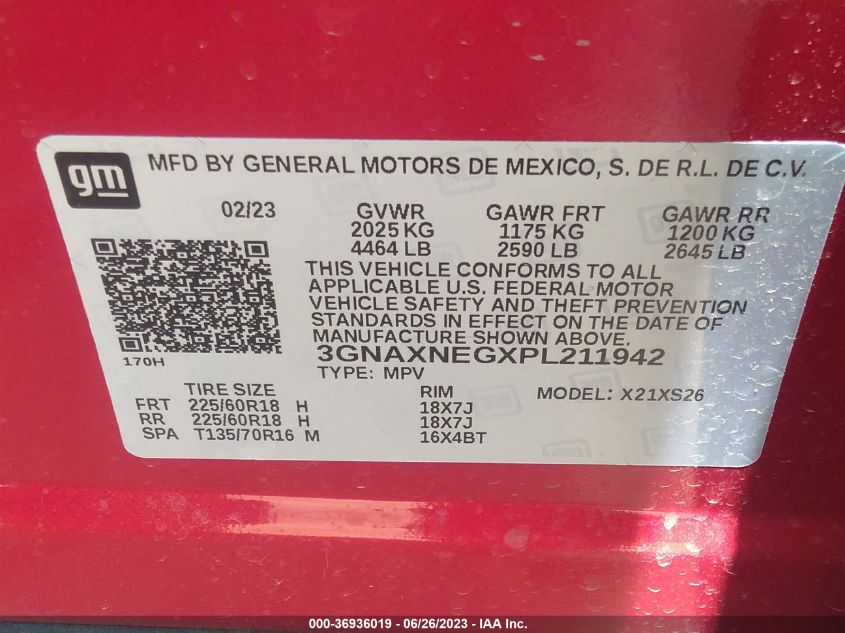 gm
MFD BY GENERAL MOTORS DE MEXICO, S. DE R.L. DE C.V.
02/23 GVWR GAWR FRT GAWR RR
2025 KG 1175 KG 1200 KG
4464 LB 2590 LB 2645 LB
THIS VEHICLE CONFORMS TO ALL
APPLICABLE U.S. FEDERAL MOTOR
VEHICLE SAFETY AND THEFT PREVENTION
STANDARDS IN EFFECT ON THE DATE OF
MANUFACTURE SHOWN ABOVE.
170H 3GNAXNEGXPL211942
TYPE: MPV
TIRE SIZE RIM MODEL: X21XS26
FRT 225/60R18 H 18X7J
RR 225/60R18 H 18X7J
SPA T135/70R16 M 16X4BT
000-36936019 / 06/26/2023 - IAA Inc.